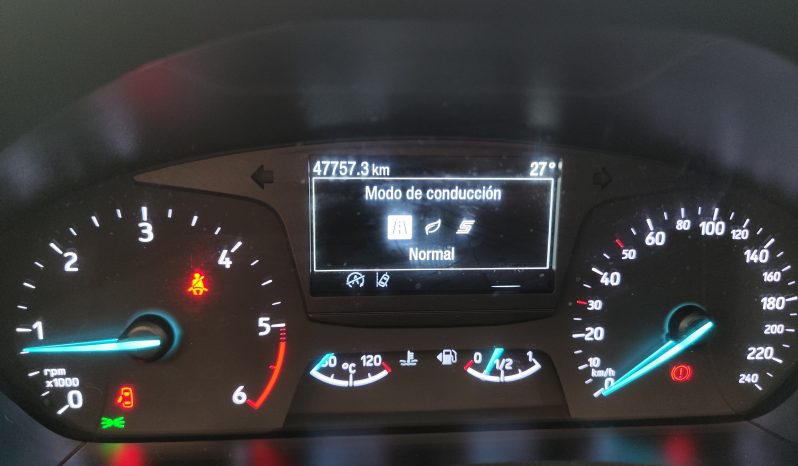 47757.3 km 27°
Modo de conducción
Normal
0 1 2 3 4 5 6
rpm
x1000
°C 120
0 1/2 1
0 10 20 30 40 50 60 80 100 120 140 160 180 200 220 240
km/h